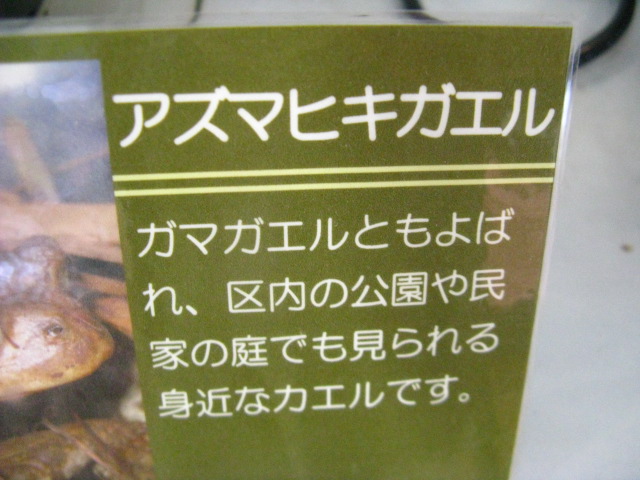 アズマヒキガエル
ガマガエルともよば
れ、区内の公園や民
家の庭でも見られる
身近なカエルです。